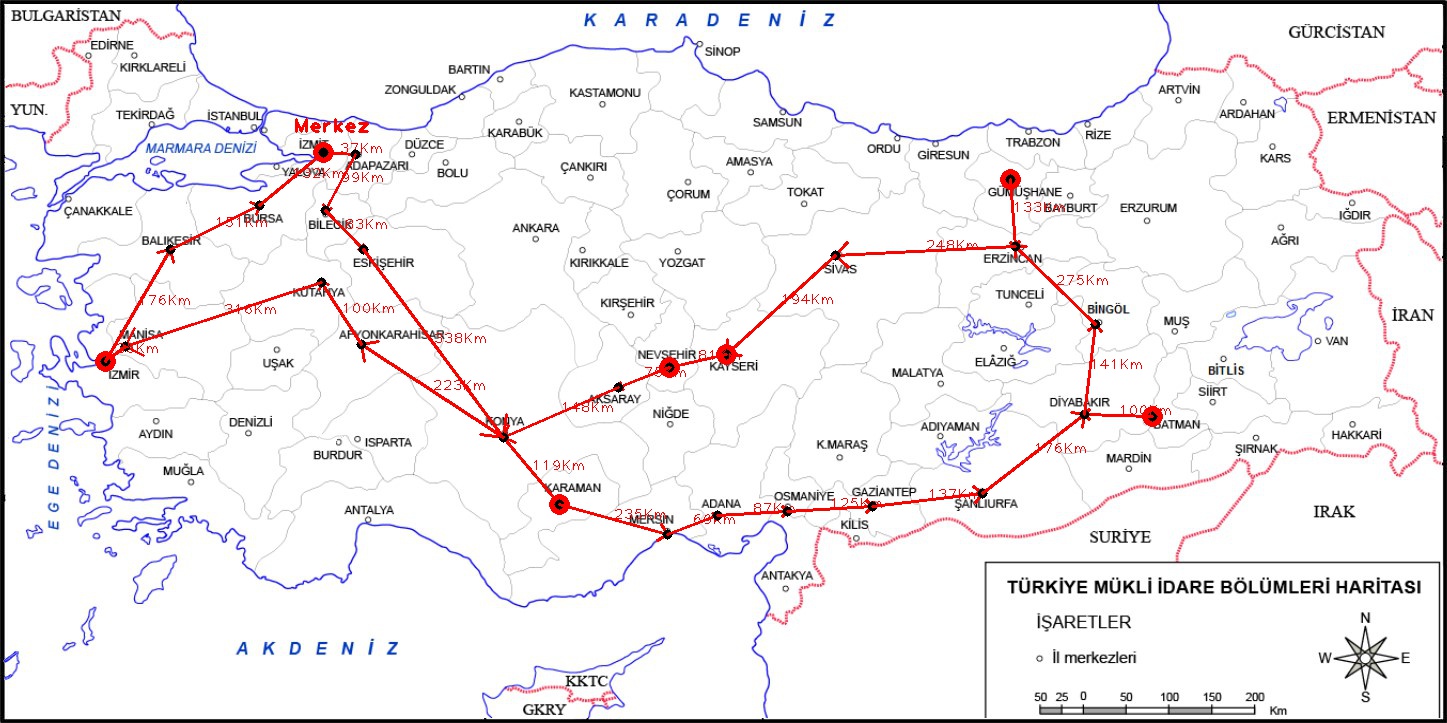 BULGARİSTAN
K A R A D E N İ Z
GÜRCİSTAN
EDİRNE
KIRKLARELİ
SİNOP
BARTIN
ZONGULDAK
KASTAMONU
ARTVİN
ARDAHAN
YUN.
TEKİRDAĞ
İSTANBUL
Merkez
KARABÜK
SAMSUN
ERMENİSTAN
MARMARA DENİZİ
İZMİT
37Km
DÜZCE
ORDU
GİRESUN
TRABZON
RİZE
KARS
YALOVA
ADAPAZARI
99Km
BOLU
ÇANKIRI
AMASYA
ÇORUM
TOKAT
GÜMÜŞHANE
133Km
BAYBURT
ERZURUM
IĞDIR
ÇANAKKALE
BURSA
151Km
BİLECİK
83Km
ANKARA
AĞRI
BALIKESİR
ESKİŞEHİR
KIRIKKALE
YOZGAT
SİVAS
248Km
ERZİNCAN
275Km
KÜTAHYA
176Km
316Km
100Km
KIRŞEHİR
194Km
TUNCELİ
BİNGÖL
MUŞ
İRAN
MANİSA
AFYONKARAHİSAR
338Km
UŞAK
NEVŞEHİR
KAYSERİ
ELÂZIĞ
141Km
VAN
İZMİR
223Km
MALATYA
BİTLİS
SİİRT
AKSARAY
148Km
NİĞDE
DİYABAKIR
BATMAN
AYDIN
DENİZLİ
KONYA
ADIYAMAN
HAKKARİ
EGE DENİZİ
ISPARTA
BURDUR
K.MARAŞ
176Km
MARDİN
ŞIRNAK
MUĞLA
119Km
KARAMAN
ANTALYA
235Km
MERSİN
ADANA
87Km
OSMANİYE
GAZİANTEP
125Km
137Km
ŞANLIURFA
KİLİS
IRAK
SURİYE
ANTAKYA
TÜRKİYE MÜKLİ İDARE BÖLÜMLERİ HARİTASI
İŞARETLER
İl merkezleri
N
W
E
S
A K D E N İ Z
KKTC
GKRY
50 25 0 50 100 150 200
Km